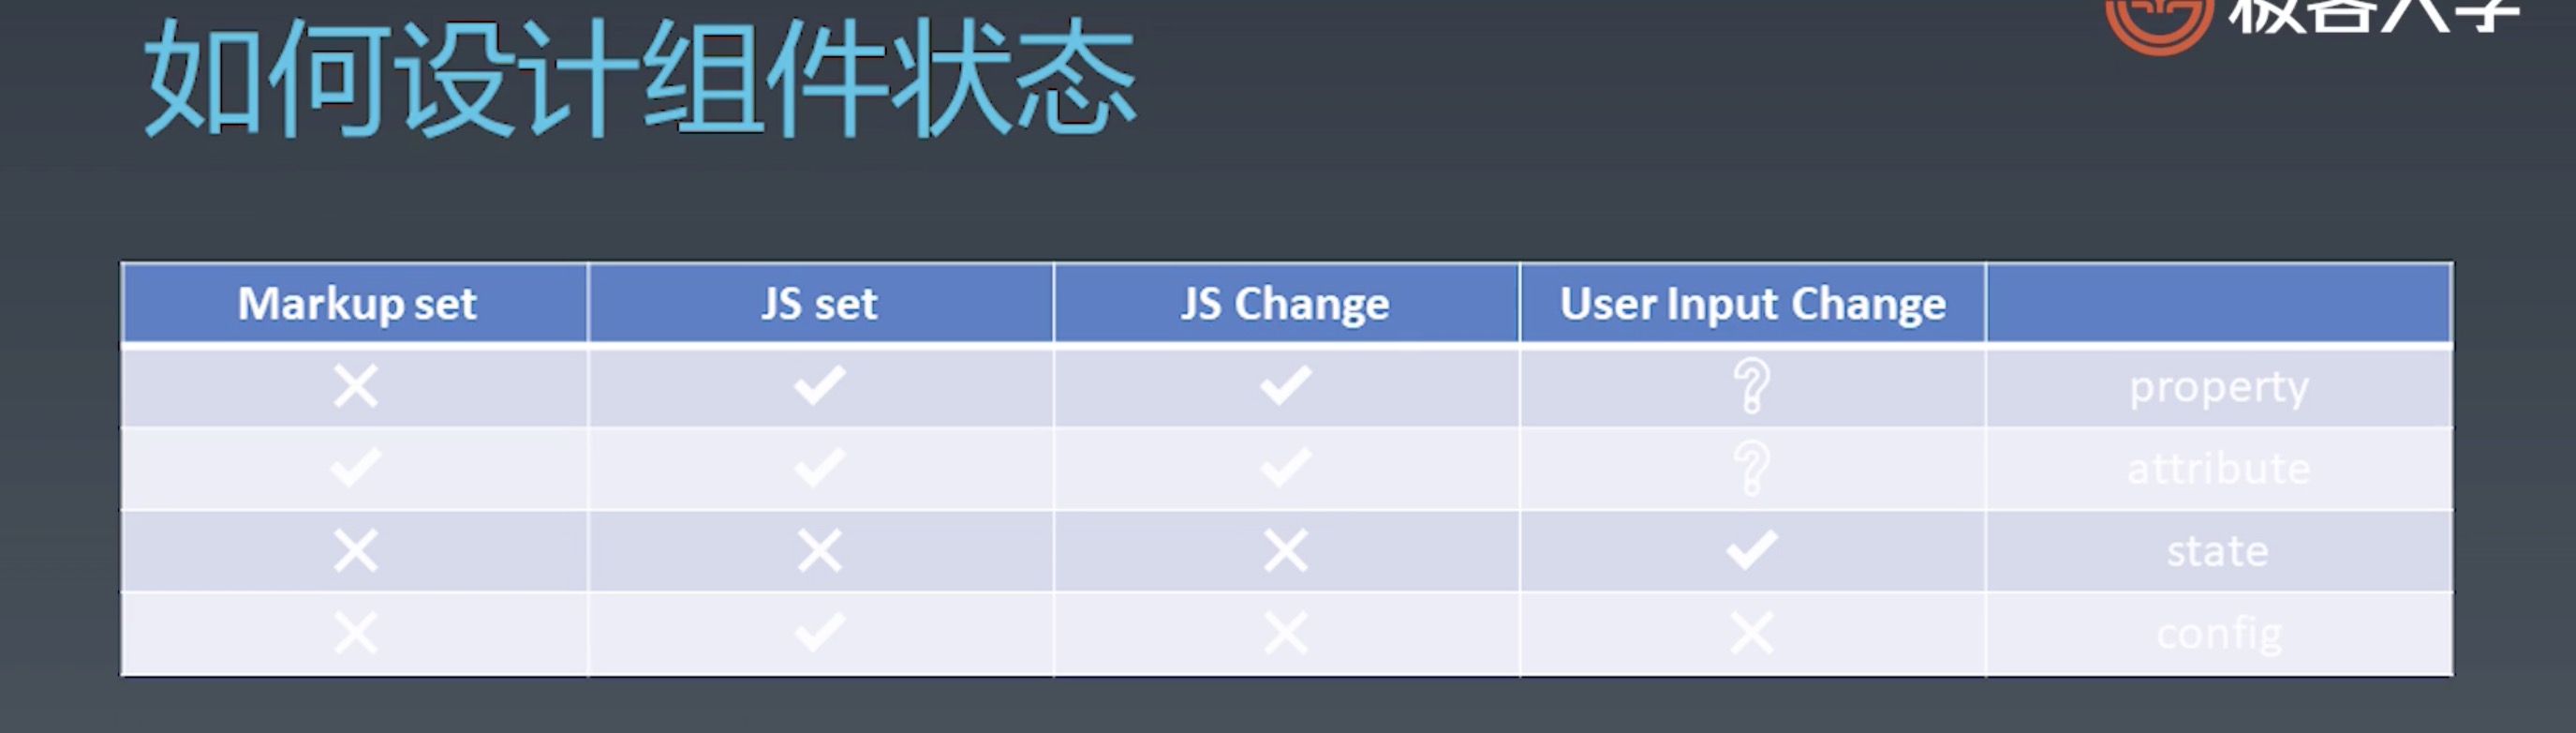 如何设计组件状态
极客大学
Markup set JS set JS Change User Input Change
✕ ✓ ✓ ? property
✓ ✓ ✓ ? attribute
✕ ✕ ✕ ✓ state
✕ ✓ ✕ ✕ config